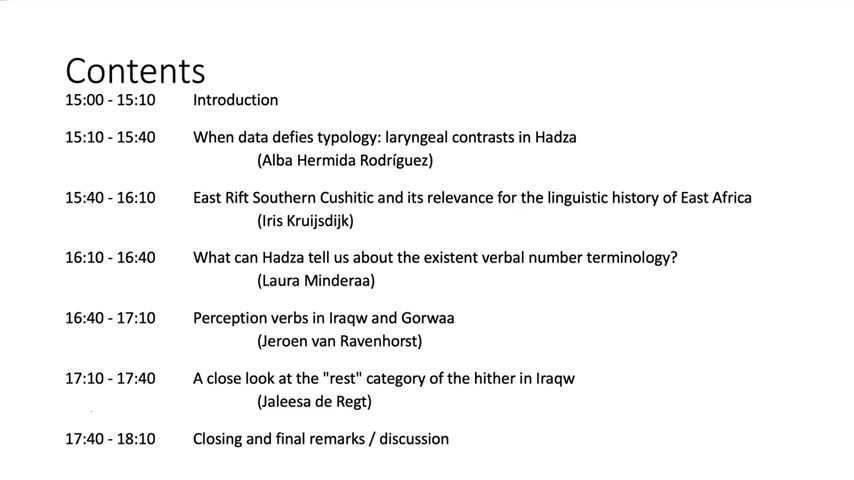 Contents
15:00 - 15:10 Introduction
15:10 - 15:40 When data defies typology: laryngeal contrasts in Hadza
(Alba Hermida Rodríguez)
15:40 - 16:10 East Rift Southern Cushitic and its relevance for the linguistic history of East Africa
(Iris Kruijsdijk)
16:10 - 16:40 What can Hadza tell us about the existent verbal number terminology?
(Laura Minderaa)
16:40 - 17:10 Perception verbs in Iraqw and Gorwaa
(Jeroen van Ravenhorst)
17:10 - 17:40 A close look at the "rest" category of the hither in Iraqw
(Jaleesa de Regt)
17:40 - 18:10 Closing and final remarks / discussion